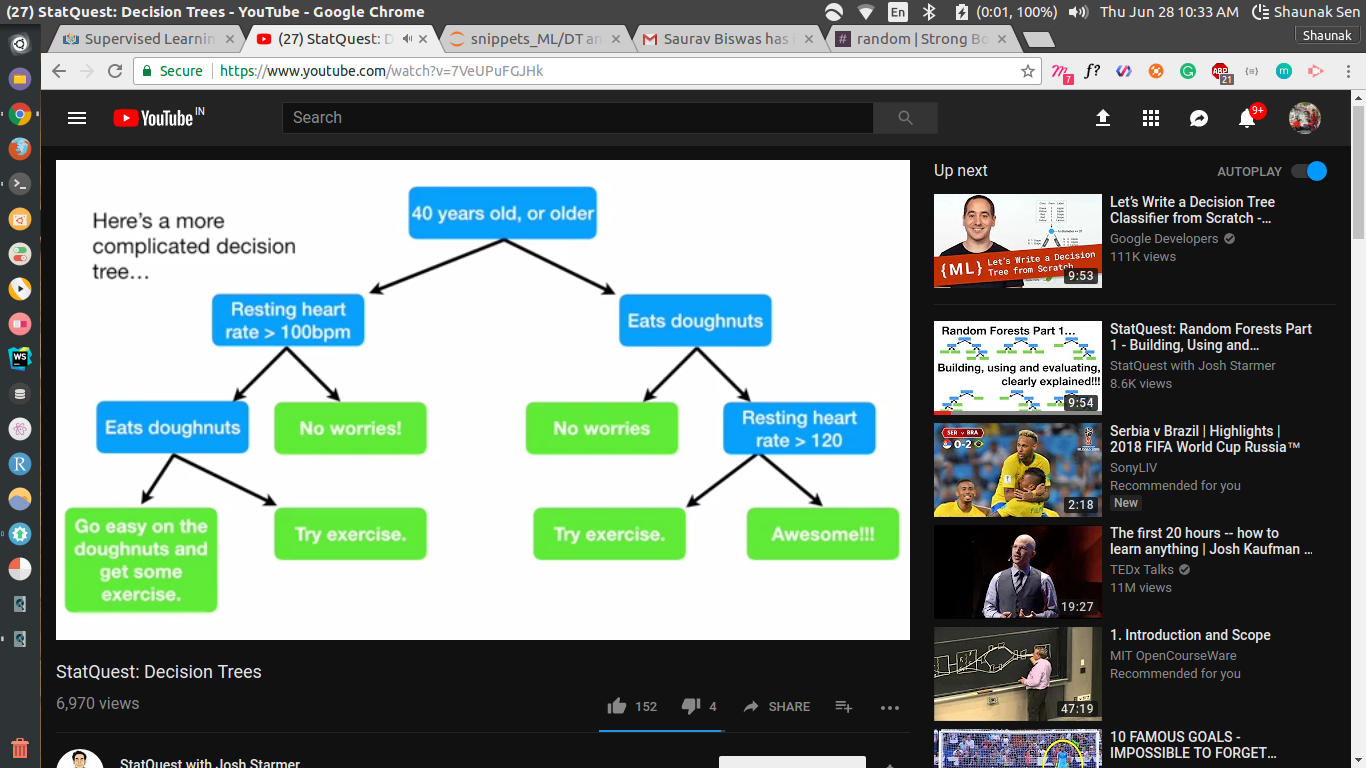 (27) StatQuest: Decision Trees - YouTube - Google Chrome
En
(0:01, 100%)
Thu Jun 28 10:33 AM
Shaunak Sen
Supervised Learnin
(27) StatQuest: D
snippets_ML/DT an
Saurav Biswas has i
random | Strong Bo
Shaunak
Secure
https://www.youtube.com/watch?v=7VeUPuFGJHk
7
f?
ABP
21
m
YouTube IN
Search
9+
Here's a more
complicated decision
tree…
40 years old, or older
Resting heart
rate > 100bpm
Eats doughnuts
Eats doughnuts
No worries!
No worries
Resting heart
rate > 120
Go easy on the
doughnuts and
get some
exercise.
Try exercise.
Try exercise.
Awesome!!!
StatQuest: Decision Trees
6,970 views
152
4
SHARE
StatQuest with Josh Starmer
Up next
AUTOPLAY
{ML} Let's Write a Decision
Tree from Scratch
9:53
Let's Write a Decision Tree
Classifier from Scratch -...
Google Developers
111K views
Random Forests Part 1…
Building, using and evaluating,
clearly explained!!!
9:54
StatQuest: Random Forests Part
1 - Building, Using and...
StatQuest with Josh Starmer
8.6K views
SER v BRA
0-2
2:18
Serbia v Brazil | Highlights |
2018 FIFA World Cup Russia™
SonyLIV
Recommended for you
New
19:27
The first 20 hours -- how to
learn anything | Josh Kaufman ...
TEDx Talks
11M views
47:19
1. Introduction and Scope
MIT OpenCourseWare
Recommended for you
10 FAMOUS GOALS -
IMPOSSIBLE TO FORGET...
WS
R